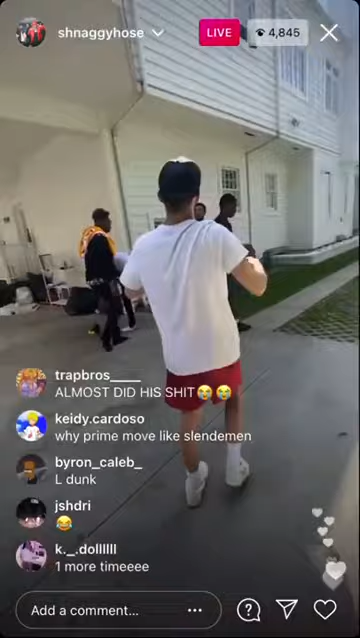 shnaggyhose
LIVE
4,845
trapbros____
ALMOST DID HIS SHIT😭😭
keidy.cardoso
why prime move like slendemen
byron_caleb_
L dunk
jshdri
😂
k._.dollllll
1 more timeeee
Add a comment...